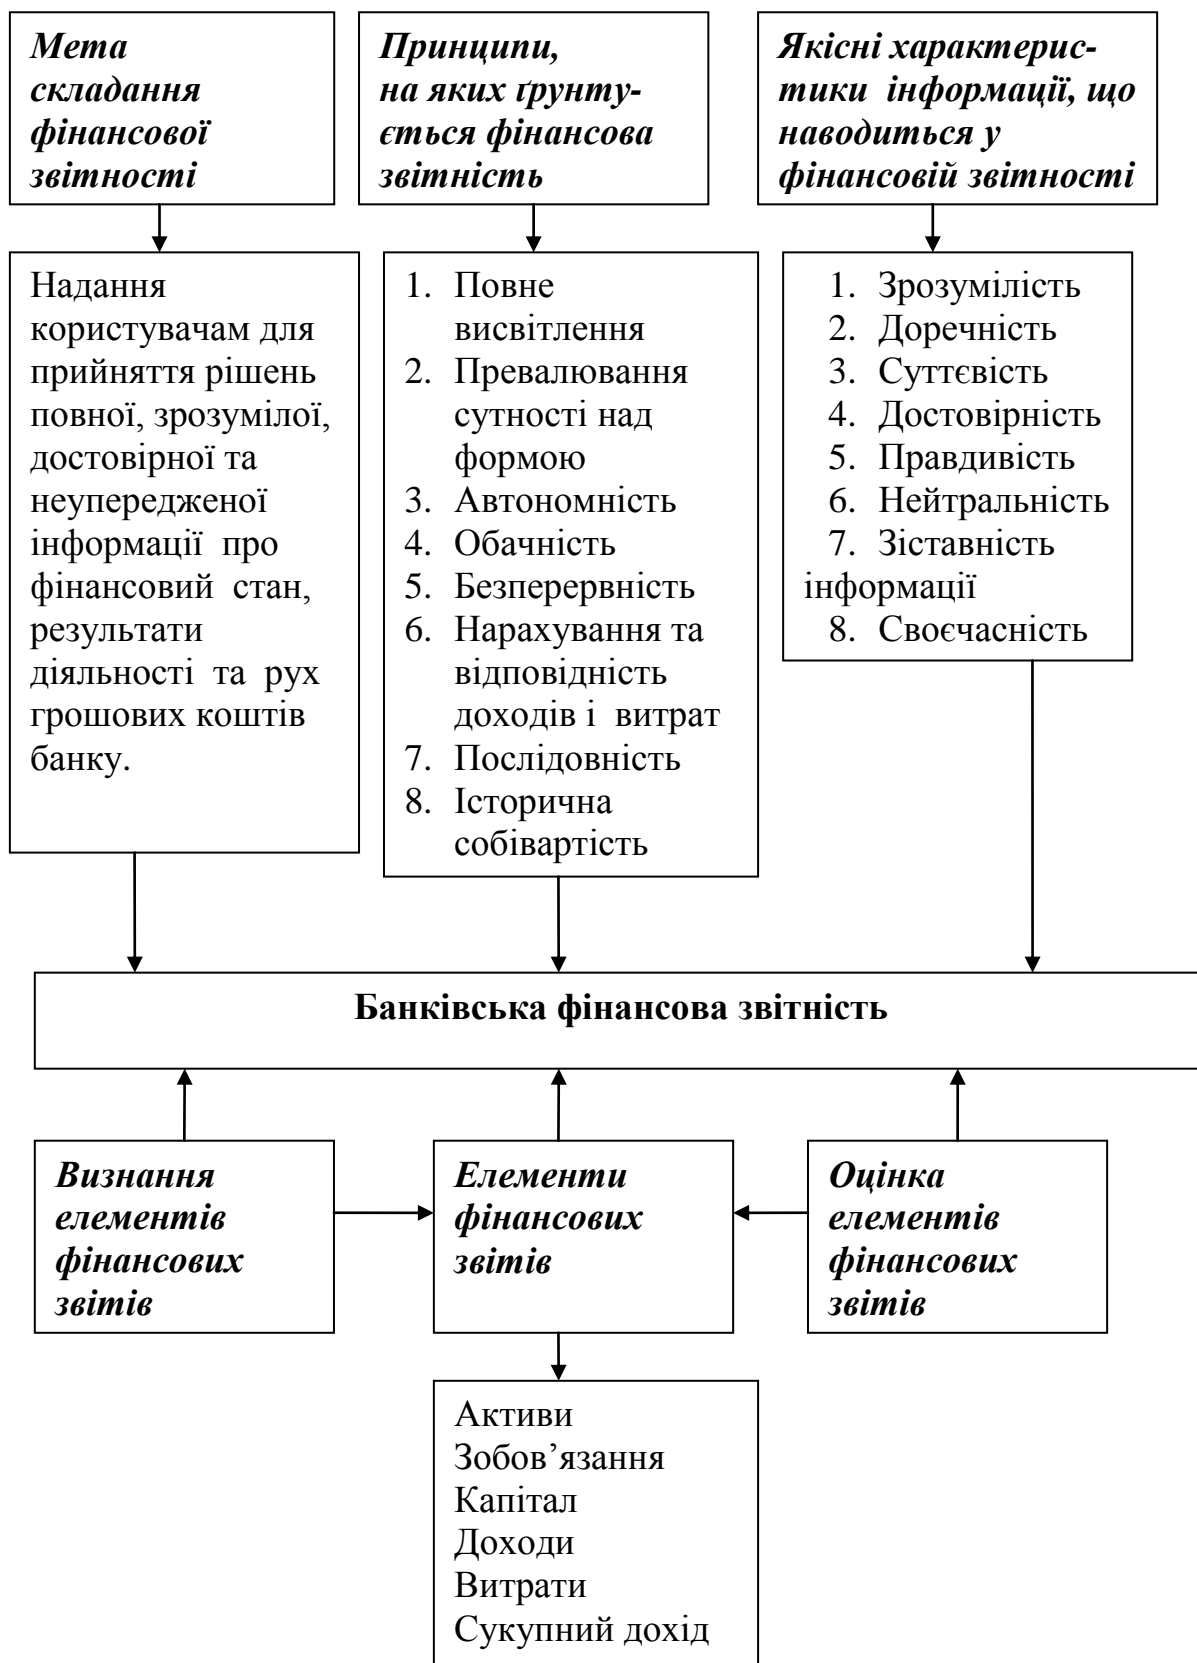 Мета
складання
фінансової
звітності
Принципи,
на яких ґрунту-
ється фінансова
звітність
Якісні характерис-
тики інформації, що
наводиться у
фінансовій звітності
Надання
користувачам для
прийняття рішень
повної, зрозумілої,
достовірної та
неупередженої
інформації про
фінансовий стан,
результати
діяльності та рух
грошових коштів
банку.
1. Повне
висвітлення
2. Превалювання
сутності над
формою
3. Автономність
4. Обачність
5. Безперервність
6. Нарахування та
відповідність
доходів і витрат
7. Послідовність
8. Історична
собівартість
1. Зрозумілість
2. Доречність
3. Суттєвість
4. Достовірність
5. Правдивість
6. Нейтральність
7. Зіставність
інформації
8. Своєчасність
Банківська фінансова звітність
Визнання
елементів
фінансових
звітів
Елементи
фінансових
звітів
Оцінка
елементів
фінансових
звітів
Активи
Зобов’язання
Капітал
Доходи
Витрати
Сукупний дохід